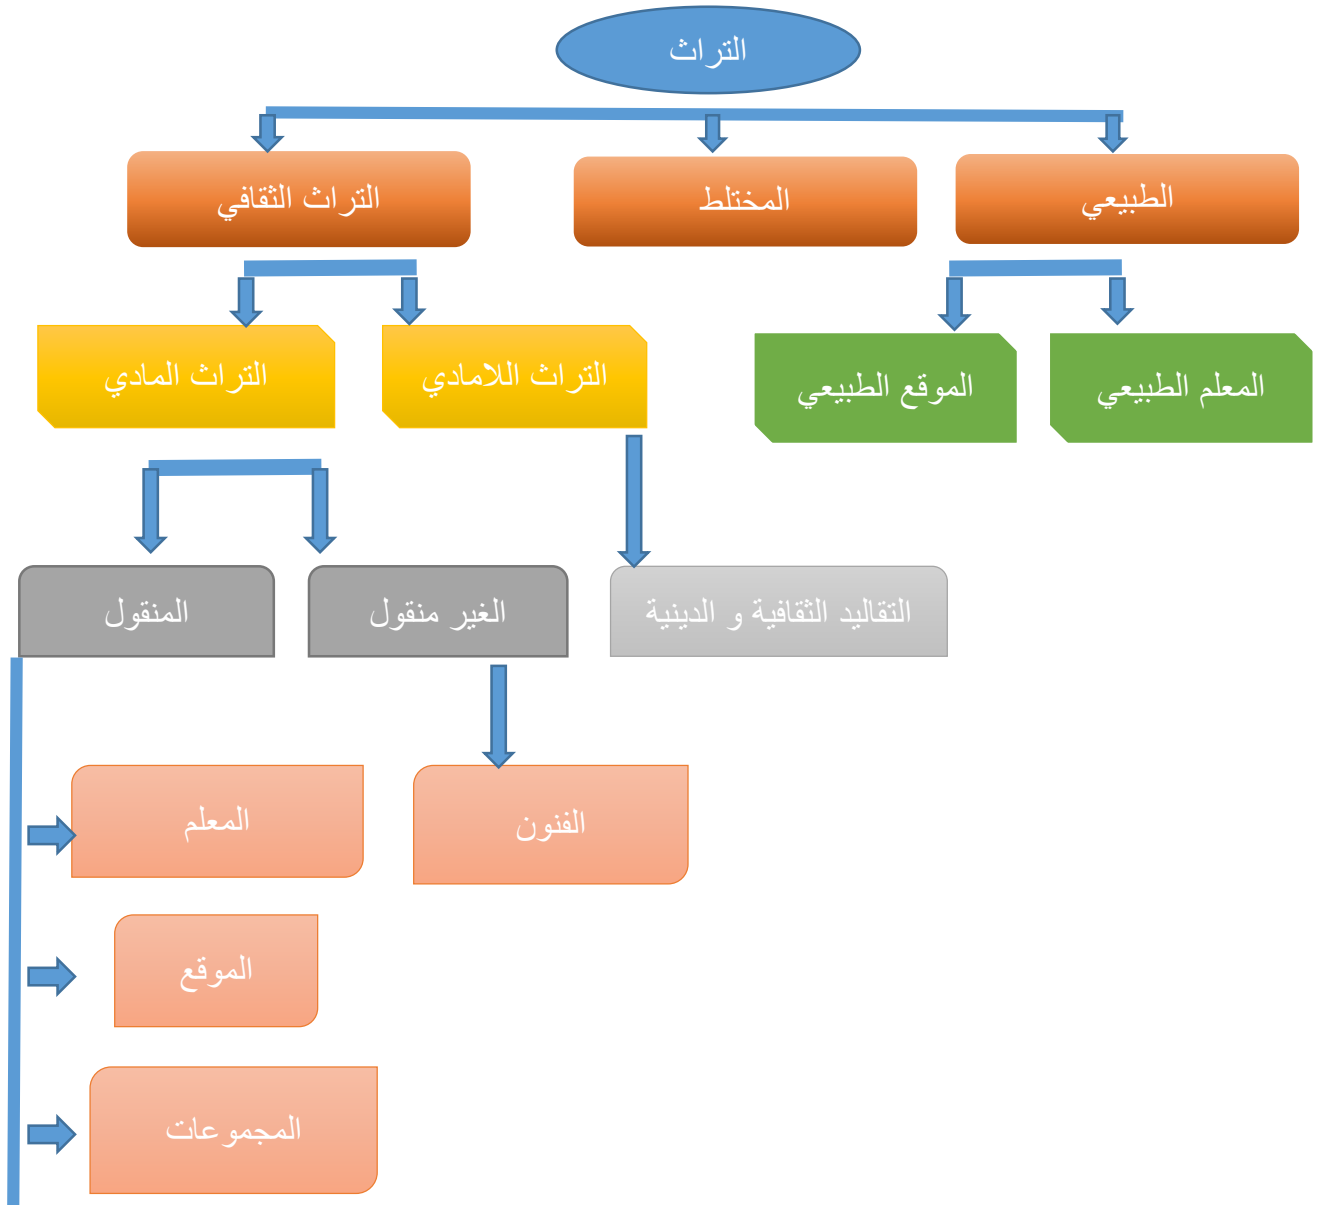 التراث
الطبيعي
المختلط
التراث الثقافي
المعلم الطبيعي
الموقع الطبيعي
التراث اللامادي
التراث المادي
التقاليد الثقافية و الدينية
الغير منقول
المنقول
الفنون
المعلم
الموقع
المجموعات